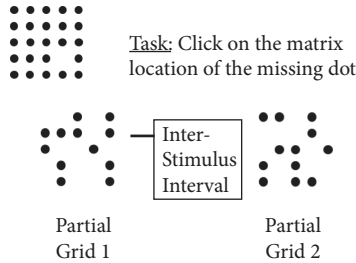 Task: Click on the matrix
location of the missing dot
Inter-
Stimulus
Interval
Partial
Grid 1
Partial
Grid 2